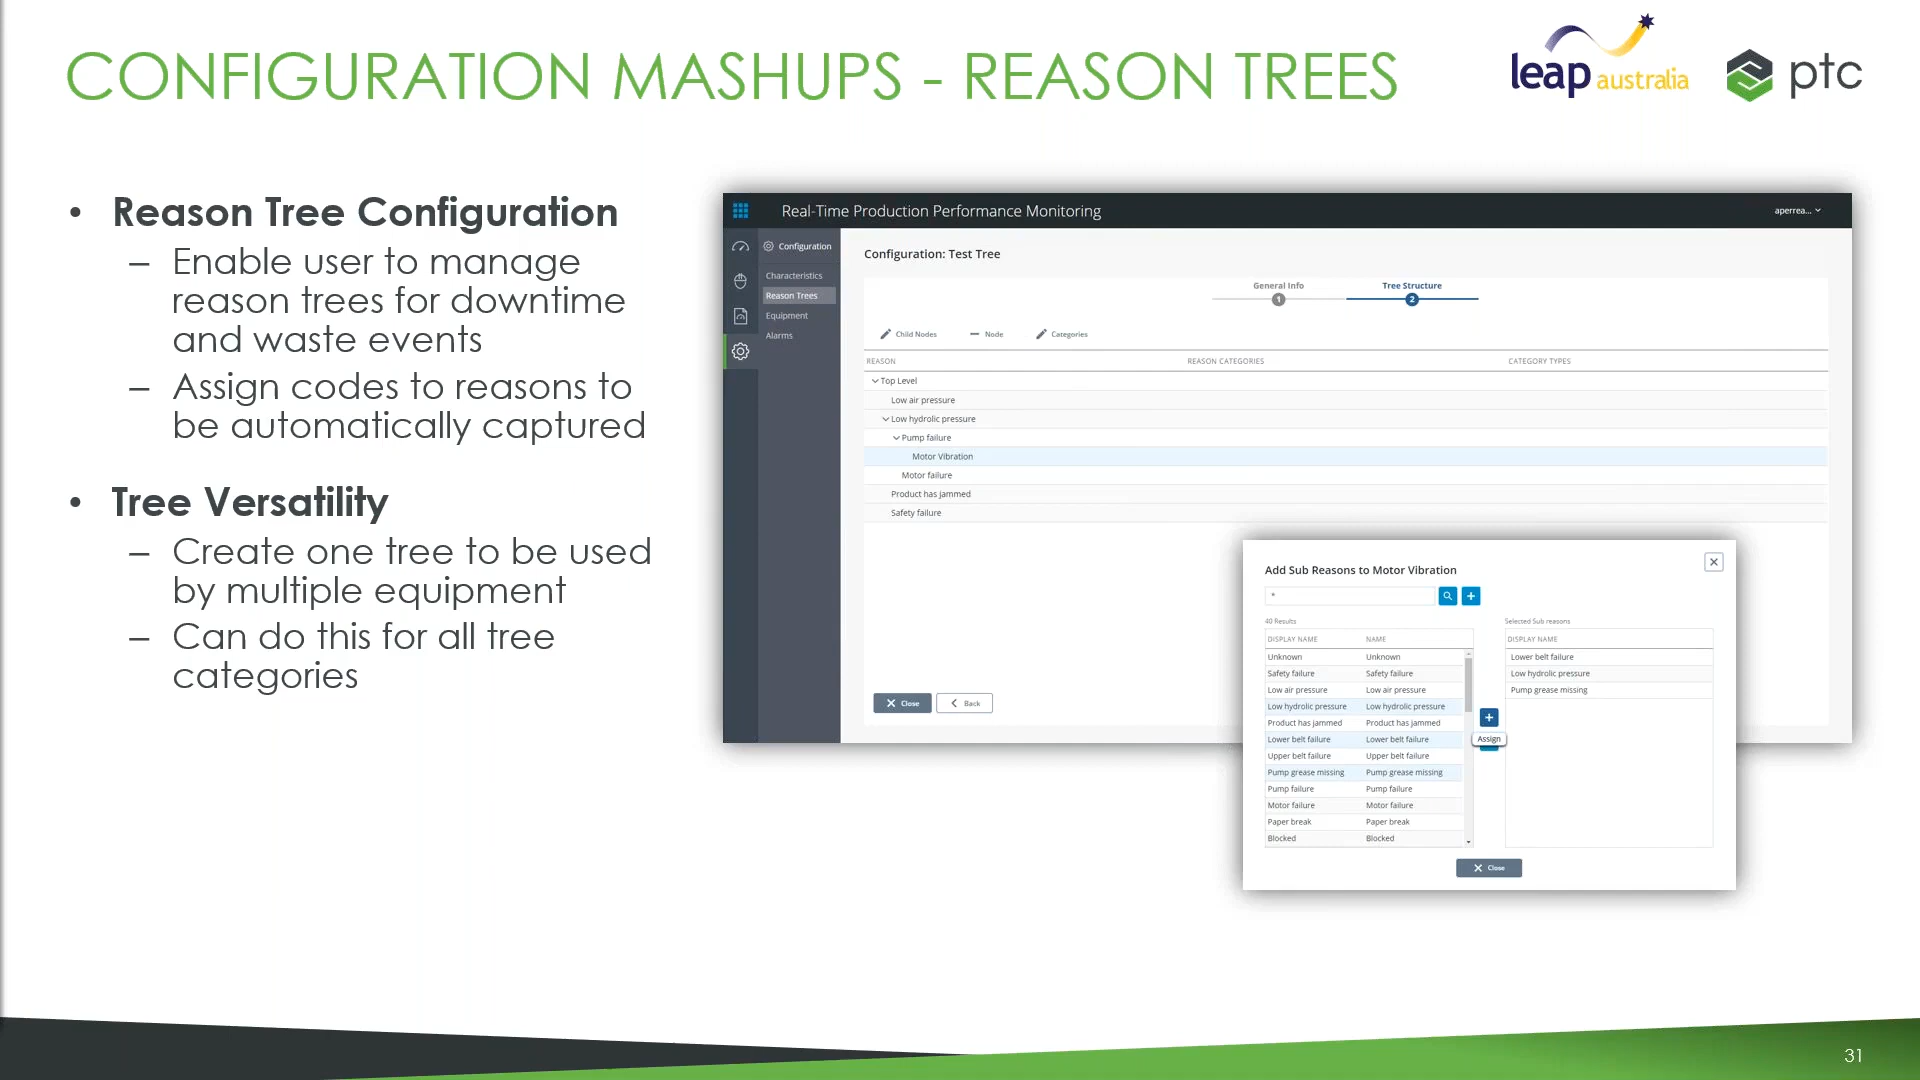 CONFIGURATION MASHUPS - REASON TREES
leap australia
ptc
• Reason Tree Configuration
– Enable user to manage
reason trees for downtime
and waste events
– Assign codes to reasons to
be automatically captured
• Tree Versatility
– Create one tree to be used
by multiple equipment
– Can do this for all tree
categories
Real-Time Production Performance Monitoring
aperrea...
Configuration
Characteristics
Reason Trees
Equipment
Alarms
Configuration: Test Tree
General Info
1
Tree Structure
2
Child Nodes
Node
Categories
REASON
REASON CATEGORIES
CATEGORY TYPES
Top Level
Low air pressure
Low hydrolic pressure
Pump failure
Motor Vibration
Motor failure
Product has jammed
Safety failure
Close
Back
Add Sub Reasons to Motor Vibration
*
40 Results
DISPLAY NAME NAME
Unknown Unknown
Safety failure Safety failure
Low air pressure Low air pressure
Low hydrolic pressure Low hydrolic pressure
Product has jammed Product has jammed
Lower belt failure Lower belt failure
Upper belt failure Upper belt failure
Pump grease missing Pump grease missing
Pump failure Pump failure
Motor failure Motor failure
Paper break Paper break
Blocked Blocked
Assign
Selected Sub reasons
DISPLAY NAME
Lower belt failure
Low hydrolic pressure
Pump grease missing
Close
31